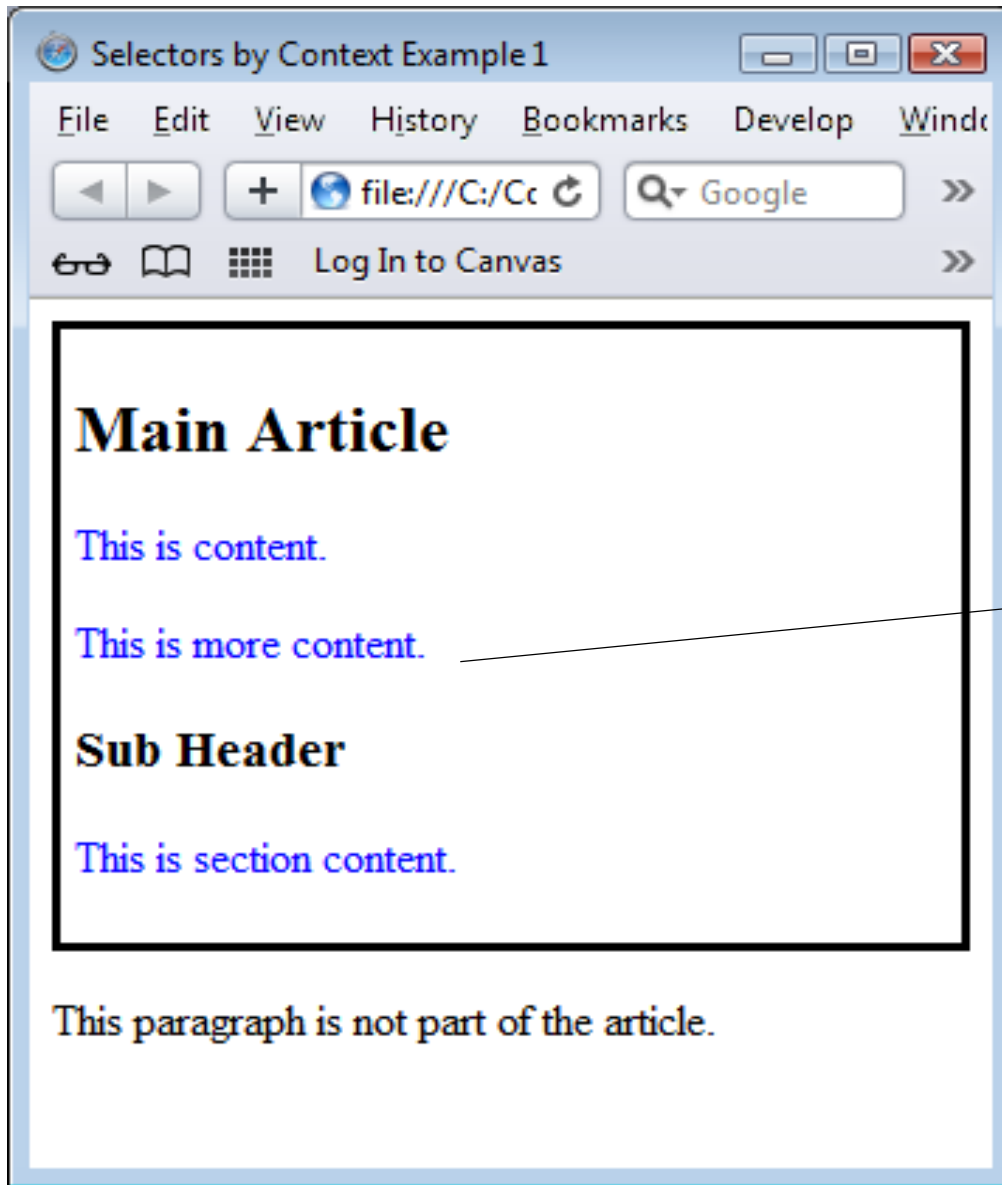 Selectors by Context Example 1
File Edit View History Bookmarks Develop Windo
file:///C:/Cc Google
Log In to Canvas
Main Article
This is content.
This is more content.
Sub Header
This is section content.
This paragraph is not part of the article.